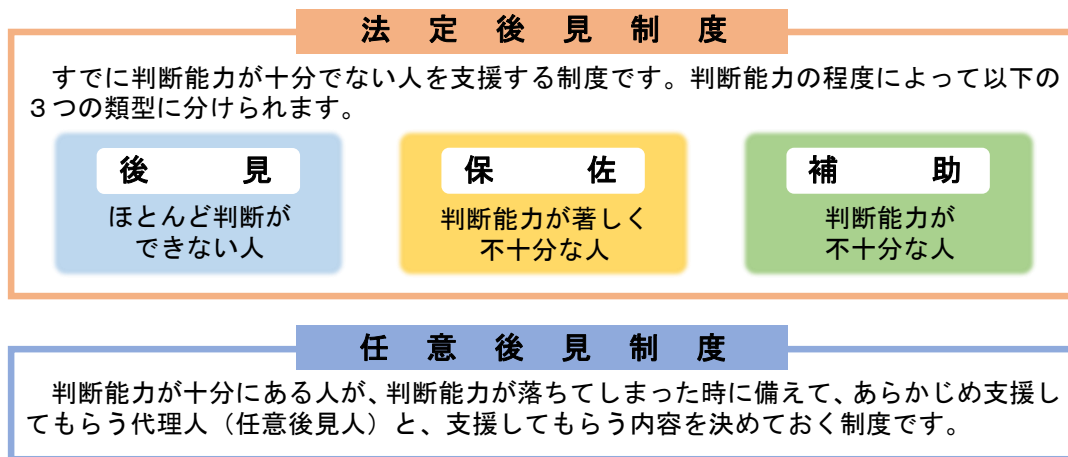 法定後見制度
すでに判断能力が十分でない人を支援する制度です。判断能力の程度によって以下の
3つの類型に分けられます。
後見
ほとんど判断が
できない人
保佐
判断能力が著しく
不十分な人
補助
判断能力が
不十分な人
任意後見制度
判断能力が十分にある人が、判断能力が落ちてしまった時に備えて、あらかじめ支援し
てもらう代理人（任意後見人）と、支援してもらう内容を決めておく制度です。